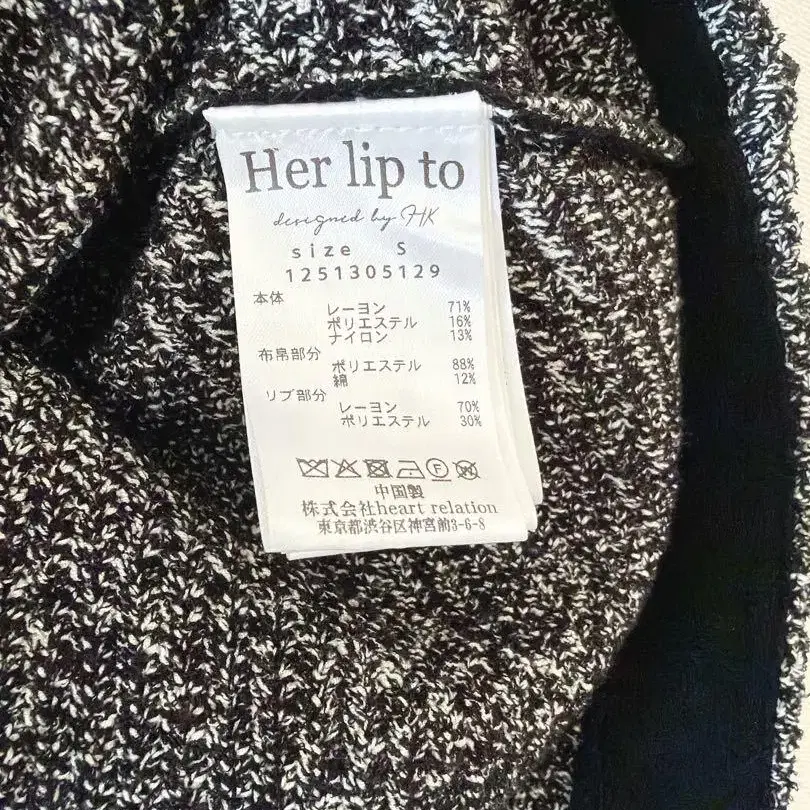 Her lip to
designed by HK
size S
1251305129
本体
レーヨン 71%
ポリエステル 16%
ナイロン 13%
布帛部分
ポリエステル 88%
綿 12%
リブ部分
レーヨン 70%
ポリエステル 30%
中国製
株式会社heart relation
東京都渋谷区神宮前3-6-8